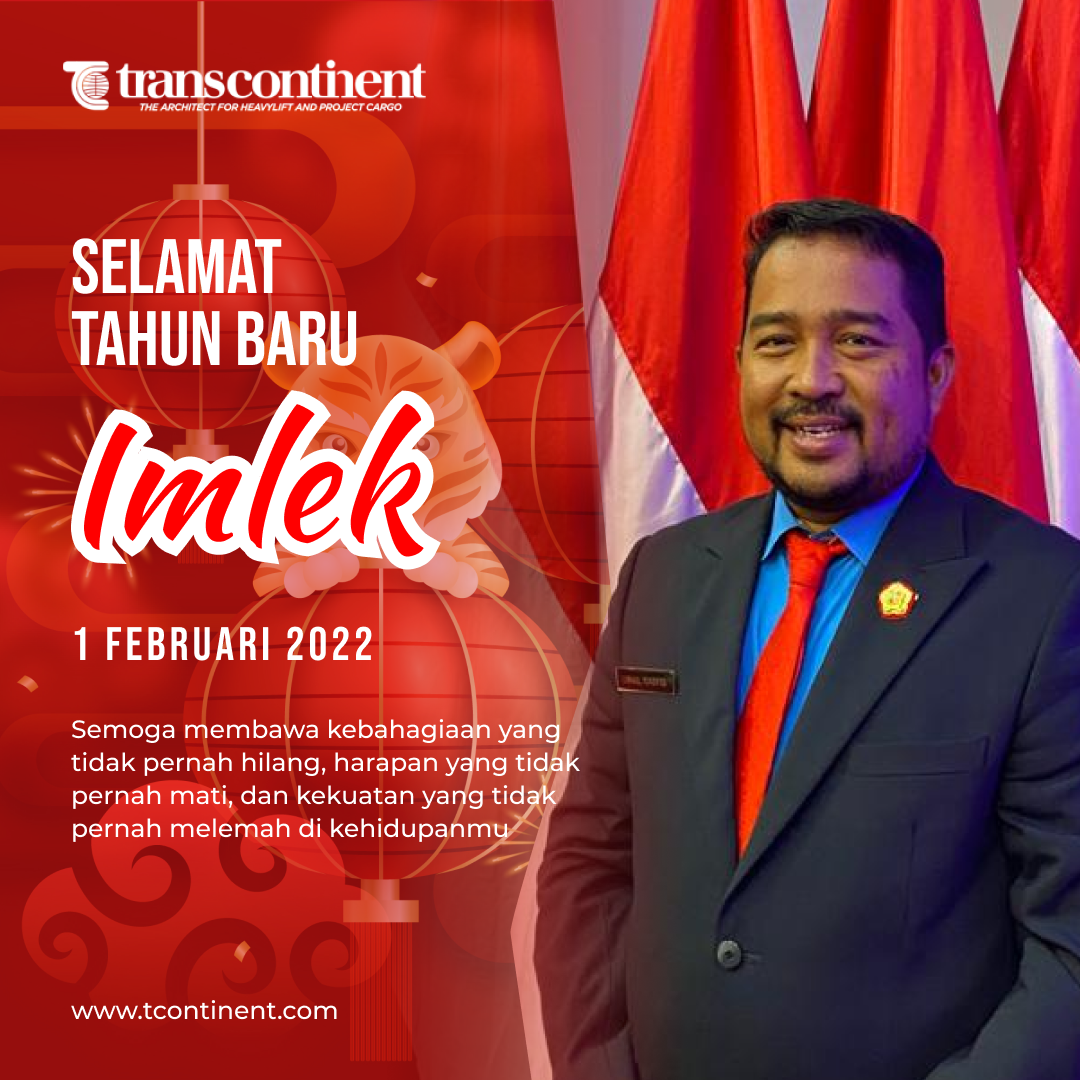 transcontinent
THE ARCHITECT FOR HEAVYLIFT AND PROJECT CARGO
SELAMAT
TAHUN BARU
Imlek
1 FEBRUARI 2022
Semoga membawa kebahagiaan yang
tidak pernah hilang, harapan yang tidak
pernah mati, dan kekuatan yang tidak
pernah melemah di kehidupanmu
www.tcontinent.com